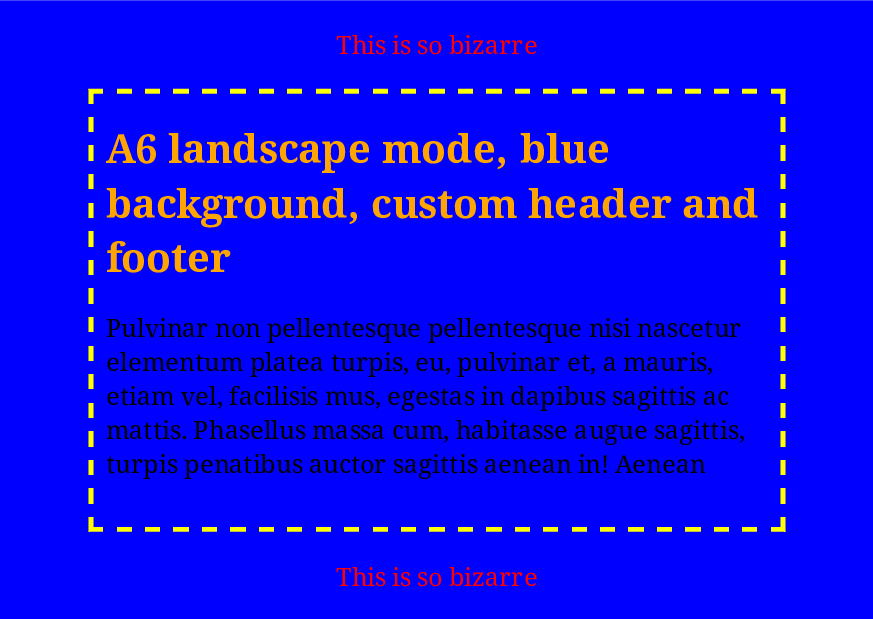 This is so bizarre
A6 landscape mode, blue
background, custom header and
footer
Pulvinar non pellentesque pellentesque nisi nascetur
elementum platea turpis, eu, pulvinar et, a mauris,
etiam vel, facilisis mus, egestas in dapibus sagittis ac
mattis. Phasellus massa cum, habitasse augue sagittis,
turpis penatibus auctor sagittis aenean in! Aenean
This is so bizarre